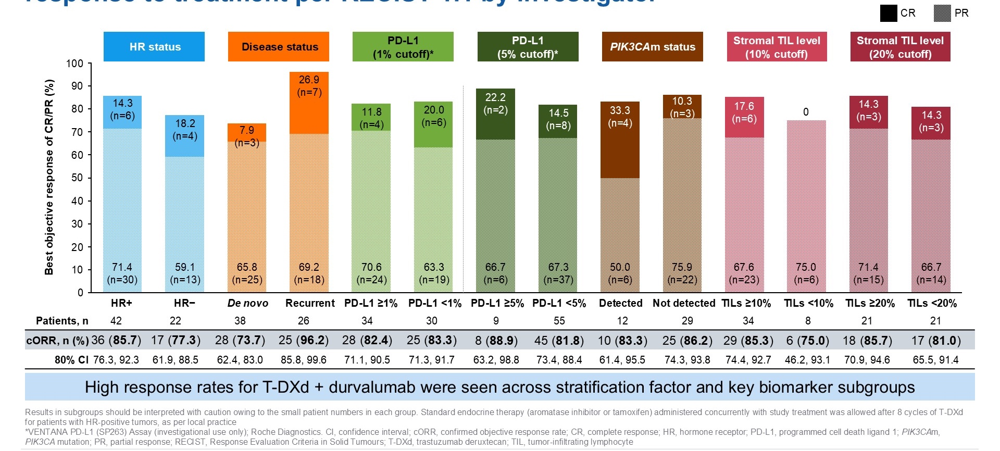 response to treatment per RECIST 1.1 by investigator
CR PR
HR status
Disease status
PD-L1
(1% cutoff)*
PD-L1
(5% cutoff)*
PIK3CAm status
Stromal TIL level
(10% cutoff)
Stromal TIL level
(20% cutoff)
Best objective response of CR/PR (%)
100
90
80
70
60
50
40
30
20
10
0
14.3
(n=6)
71.4
(n=30)
18.2
(n=4)
59.1
(n=13)
7.9
(n=3)
65.8
(n=25)
26.9
(n=7)
69.2
(n=18)
11.8
(n=4)
70.6
(n=24)
20.0
(n=6)
63.3
(n=19)
22.2
(n=2)
66.7
(n=6)
14.5
(n=8)
67.3
(n=37)
33.3
(n=4)
50.0
(n=6)
10.3
(n=3)
75.9
(n=22)
17.6
(n=6)
67.6
(n=23)
0
75.0
(n=6)
14.3
(n=3)
71.4
(n=15)
14.3
(n=3)
66.7
(n=14)
HR+ HR− De novo Recurrent PD-L1 ≥1% PD-L1 <1% PD-L1 ≥5% PD-L1 <5% Detected Not detected TILs ≥10% TILs <10% TILs ≥20% TILs <20%
Patients, n 42 22 38 26 34 30 9 55 12 29 34 8 21 21
cORR, n (%) 36 (85.7) 17 (77.3) 28 (73.7) 25 (96.2) 28 (82.4) 25 (83.3) 8 (88.9) 45 (81.8) 10 (83.3) 25 (86.2) 29 (85.3) 6 (75.0) 18 (85.7) 17 (81.0)
80% CI 76.3, 92.3 61.9, 88.5 62.4, 83.0 85.8, 99.6 71.1, 90.5 71.3, 91.7 63.2, 98.8 73.4, 88.4 61.4, 95.5 74.3, 93.8 74.4, 92.7 46.2, 93.1 70.9, 94.6 65.5, 91.4
High response rates for T-DXd + durvalumab were seen across stratification factor and key biomarker subgroups
Results in subgroups should be interpreted with caution owing to the small patient numbers in each group. Standard endocrine therapy (aromatase inhibitor or tamoxifen) administered concurrently with study treatment was allowed after 8 cycles of T-DXd
for patients with HR-positive tumors, as per local practice
*VENTANA PD-L1 (SP263) Assay (investigational use only); Roche Diagnostics. CI, confidence interval; cORR, confirmed objective response rate; CR, complete response; HR, hormone receptor; PD-L1, programmed cell death ligand 1; PIK3CAm,
PIK3CA mutation; PR, partial response; RECIST, Response Evaluation Criteria in Solid Tumours; T-DXd, trastuzumab deruxtecan; TIL, tumor-infiltrating lymphocyte